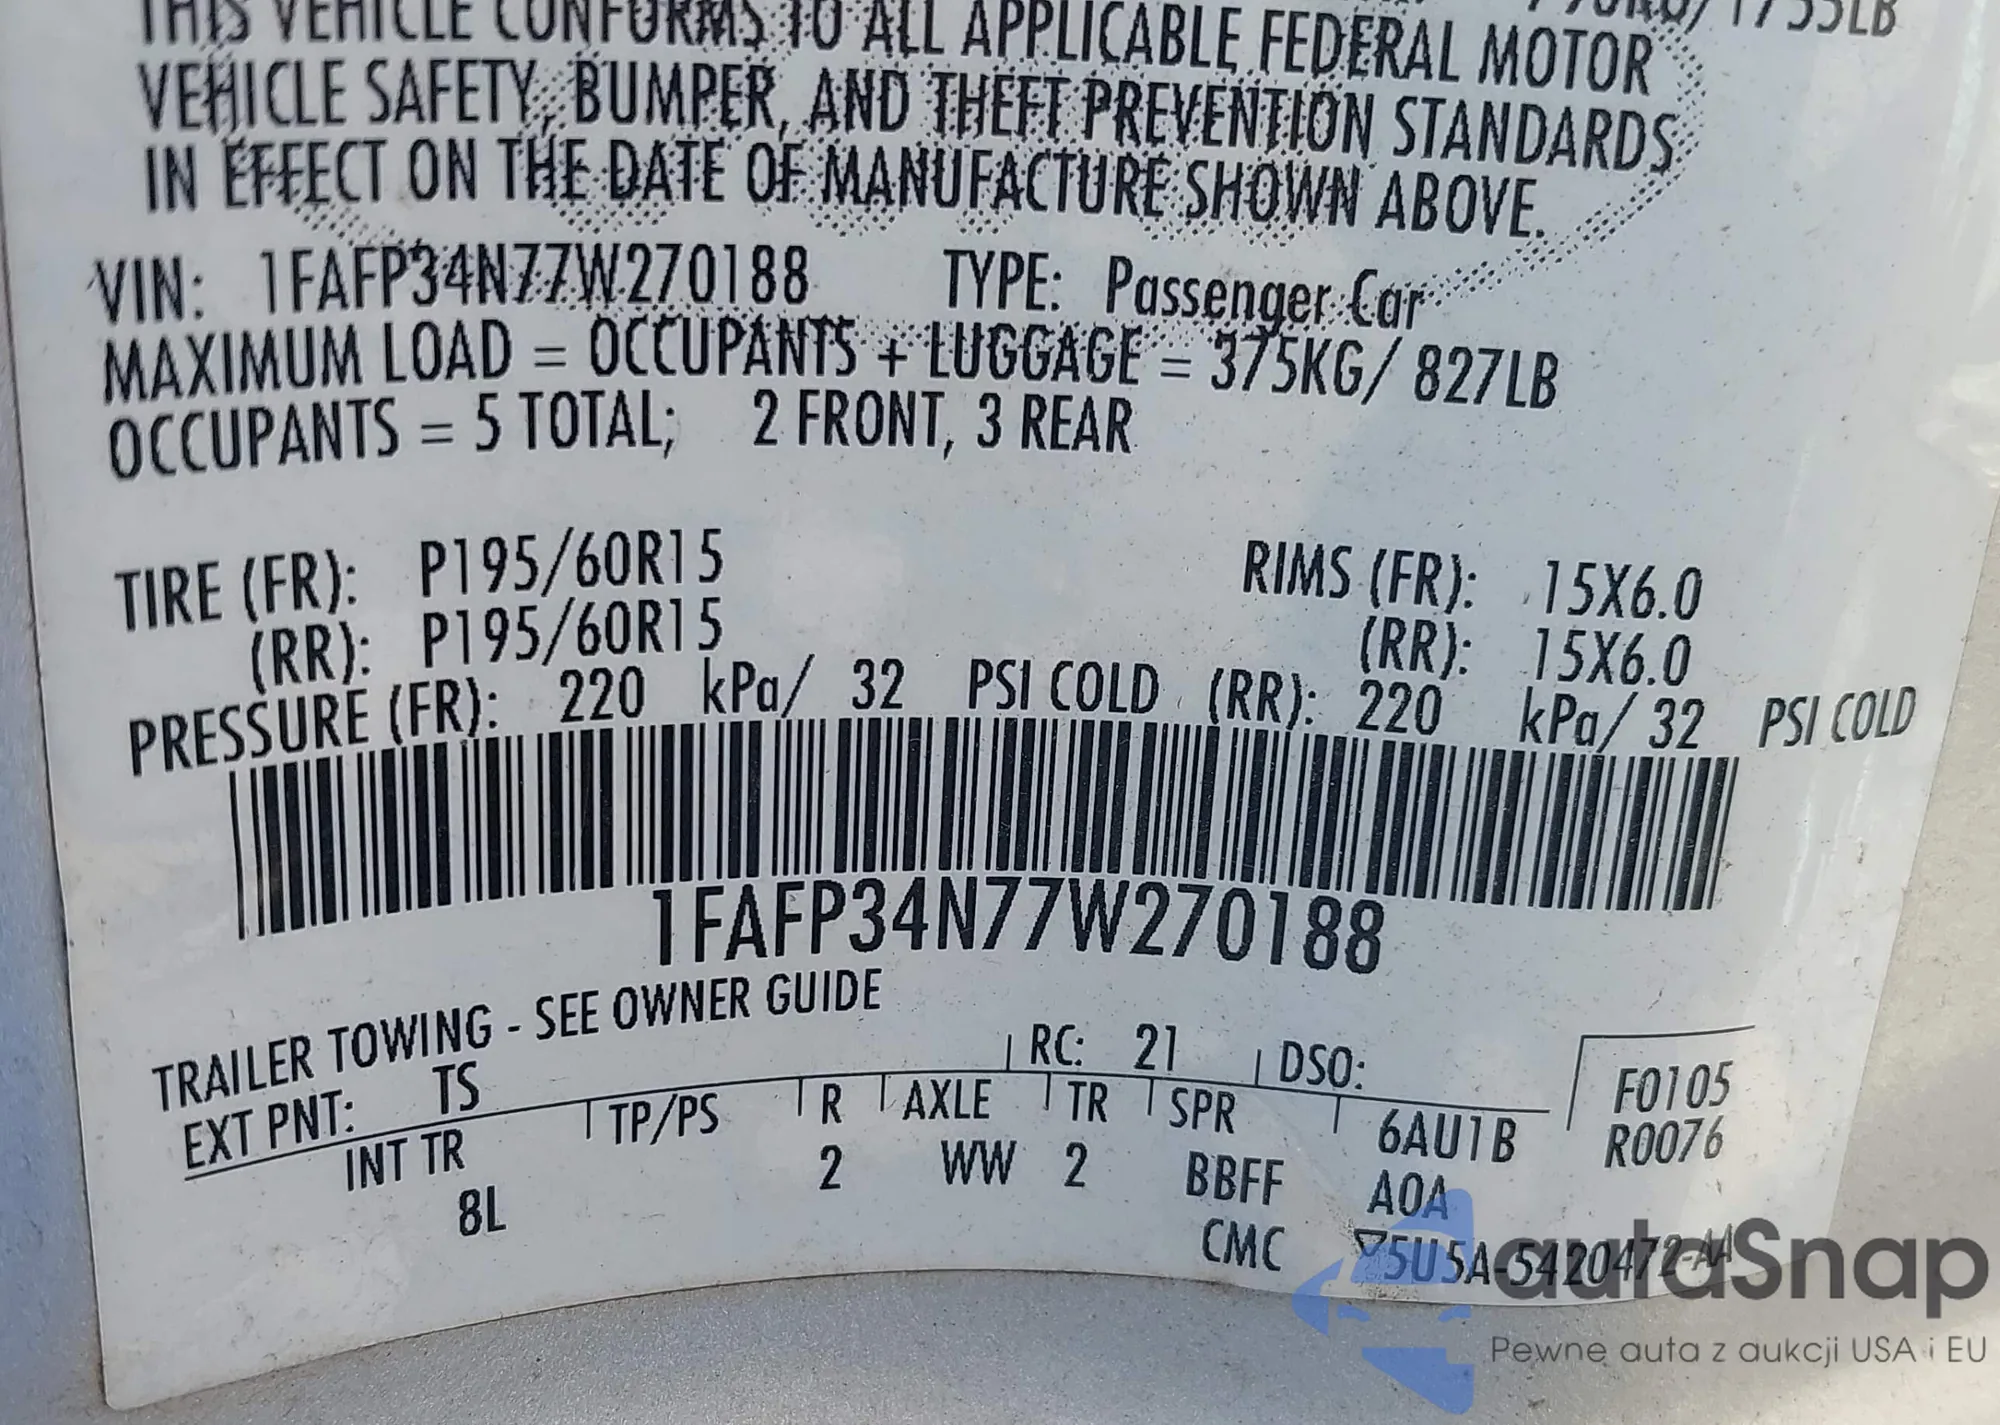 /1755LB
THIS VEHICLE CONFORMS TO ALL APPLICABLE FEDERAL MOTOR
VEHICLE SAFETY, BUMPER, AND THEFT PREVENTION STANDARDS
IN EFFECT ON THE DATE OF MANUFACTURE SHOWN ABOVE.
VIN: 1FAFP34N77W270188 TYPE: Passenger Car
MAXIMUM LOAD = OCCUPANTS + LUGGAGE = 375KG/ 827LB
OCCUPANTS = 5 TOTAL; 2 FRONT, 3 REAR
TIRE (FR): P195/60R15 RIMS (FR): 15X6.0
(RR): P195/60R15 (RR): 15X6.0
PRESSURE (FR): 220 kPa/ 32 PSI COLD (RR): 220 kPa/ 32 PSI COLD
1FAFP34N77W270188
TRAILER TOWING - SEE OWNER GUIDE
EXT PNT: TS RC: 21 DSO: F0105
INT TR TP/PS R AXLE TR SPR 6AU1B R0076
8L 2 WW 2 BBFF A0A
CMC 5U5A-5420472-AA
autaSnap
Pewne auta z aukcji USA i EU